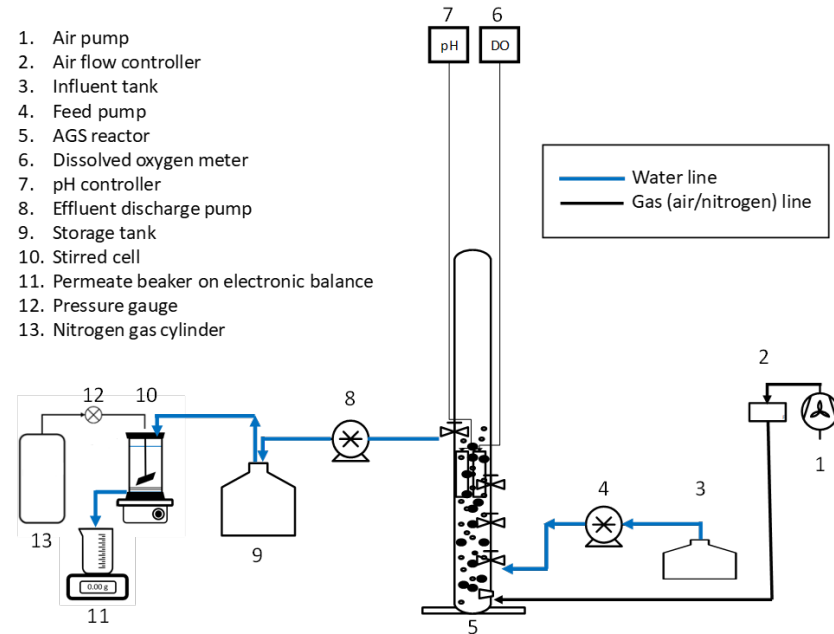 7
6
pH
DO
1. Air pump
2. Air flow controller
3. Influent tank
4. Feed pump
5. AGS reactor
6. Dissolved oxygen meter
7. pH controller
8. Effluent discharge pump
9. Storage tank
10. Stirred cell
11. Permeate beaker on electronic balance
12. Pressure gauge
13. Nitrogen gas cylinder
Water line
Gas (air/nitrogen) line
2
12
10
8
1
4
3
13
9
0.00 g
11
5